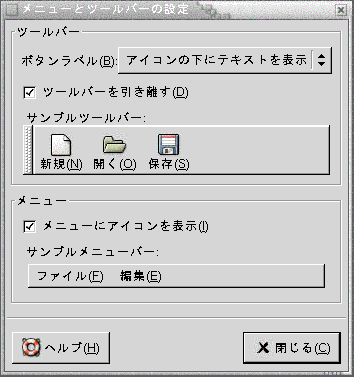 メニューとツールバーの設定
ツールバー
ボタンラベル(B): アイコンの下にテキストを表示
ツールバーを引き離す(D)
サンプルツールバー:
新規(N) 開く(O) 保存(S)
メニュー
メニューにアイコンを表示(I)
サンプルメニューバー:
ファイル(F) 編集(E)
ヘルプ(H) 閉じる(C)